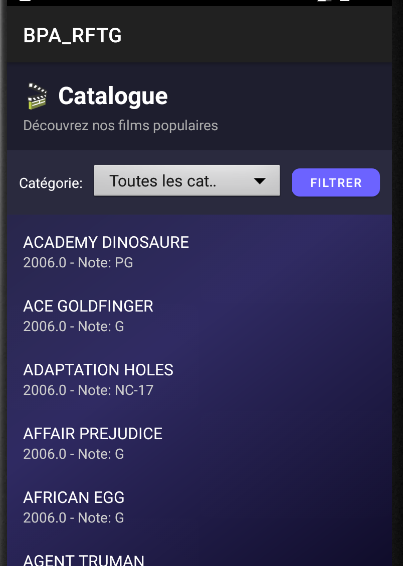 BPA_RFTG
Catalogue
Découvrez nos films populaires
Catégorie: Toutes les cat.. FILTRER
ACADEMY DINOSAURE
2006.0 - Note: PG
ACE GOLDFINGER
2006.0 - Note: G
ADAPTATION HOLES
2006.0 - Note: NC-17
AFFAIR PREJUDICE
2006.0 - Note: G
AFRICAN EGG
2006.0 - Note: G
AGENT TRUMAN